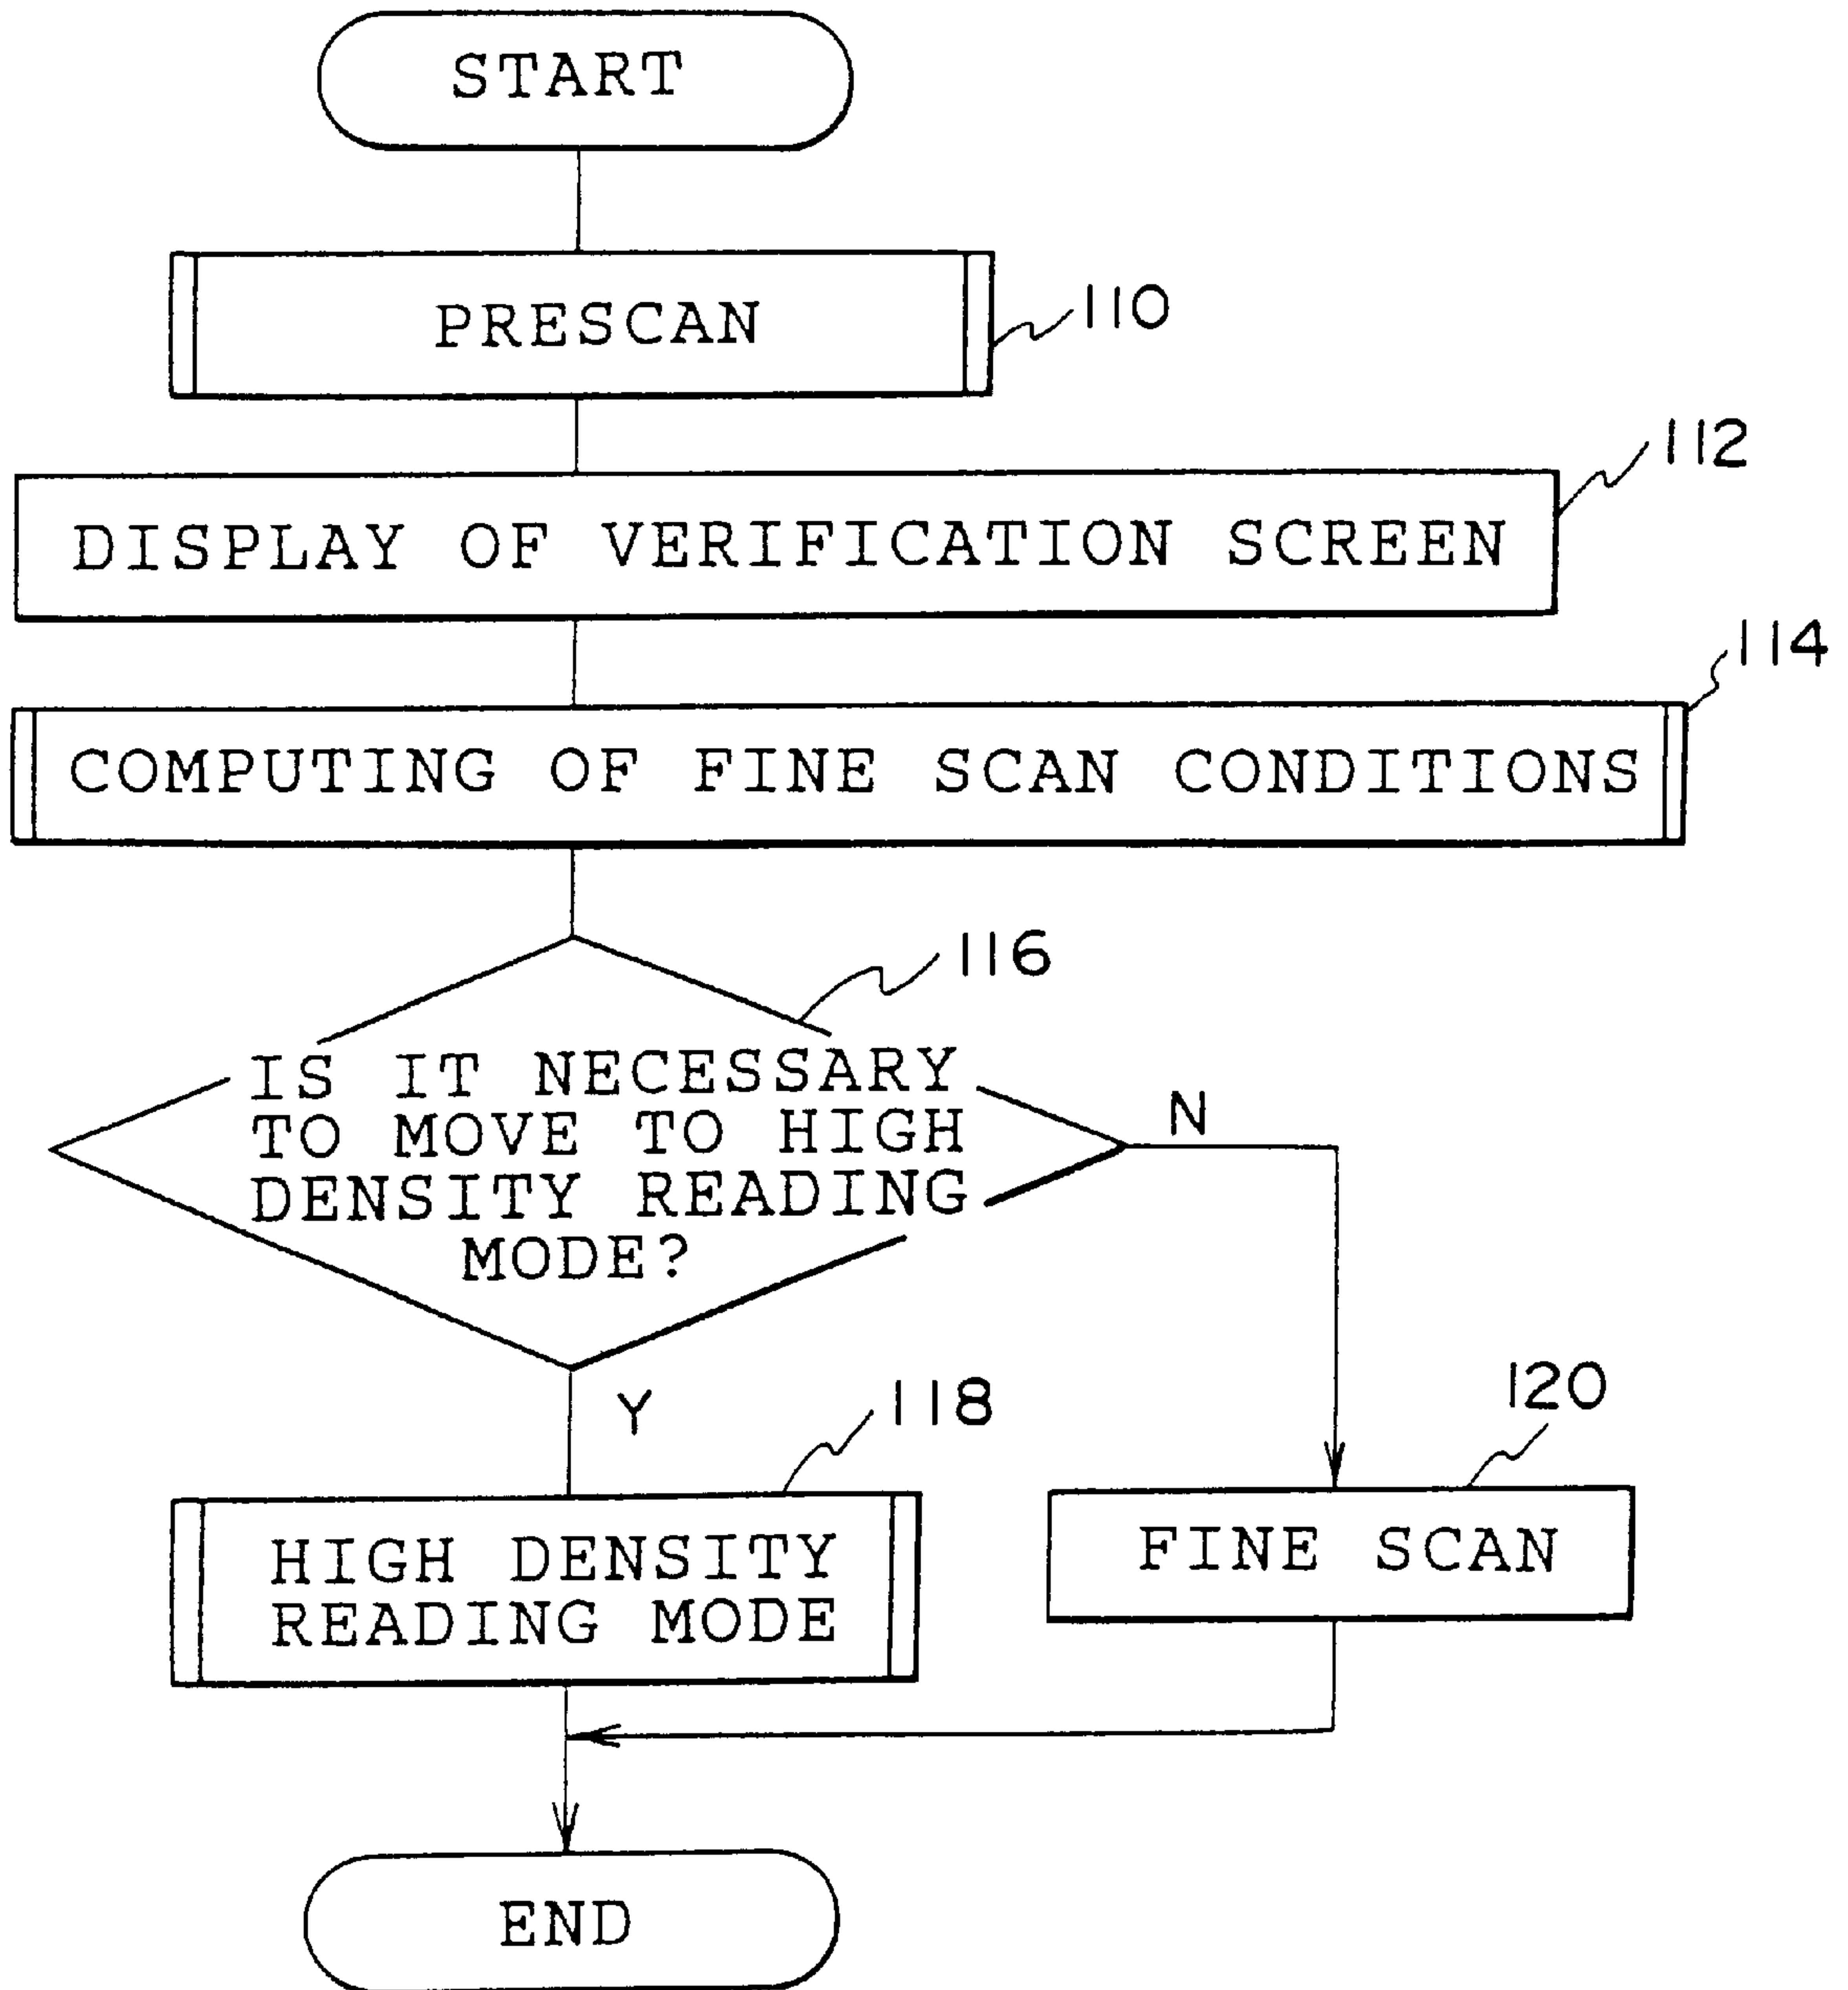 START
PRESCAN
110
112
DISPLAY OF VERIFICATION SCREEN
114
COMPUTING OF FINE SCAN CONDITIONS
116
IS IT NECESSARY
TO MOVE TO HIGH
DENSITY READING
MODE?
N
Y
118
120
HIGH DENSITY
READING MODE
FINE SCAN
END